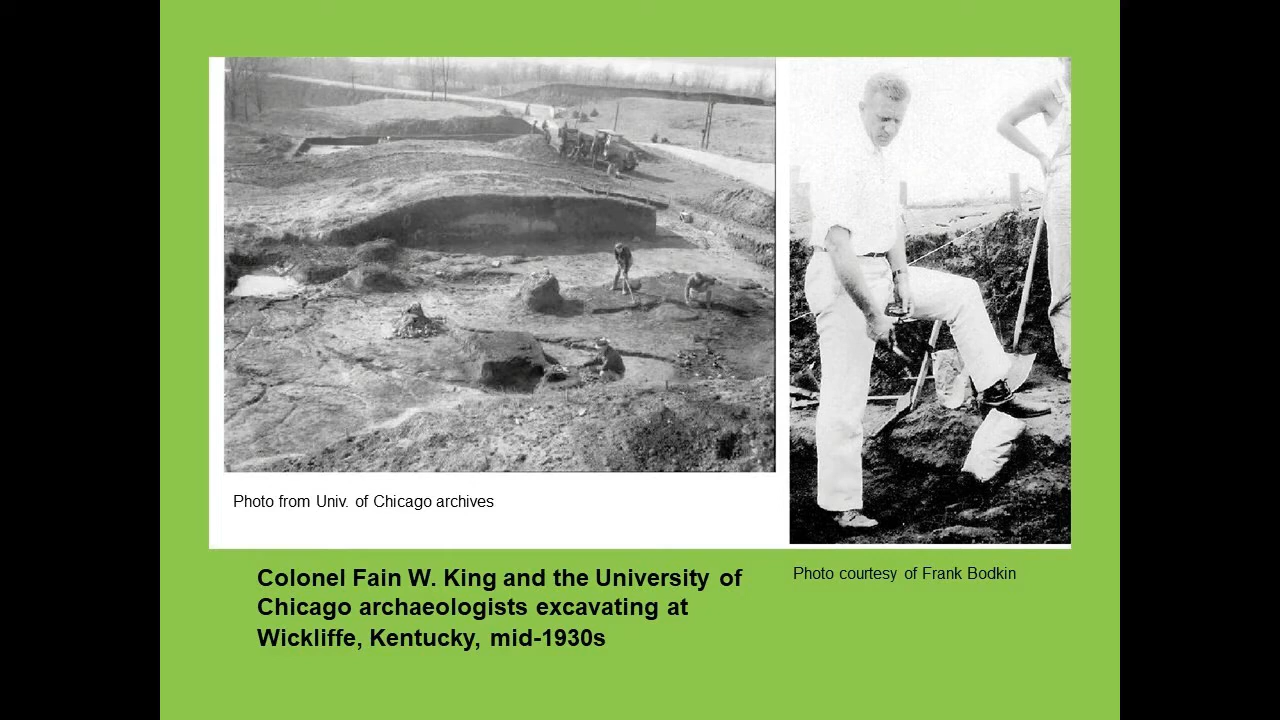 Photo from Univ. of Chicago archives
Colonel Fain W. King and the University of
Chicago archaeologists excavating at
Wickliffe, Kentucky, mid-1930s
Photo courtesy of Frank Bodkin